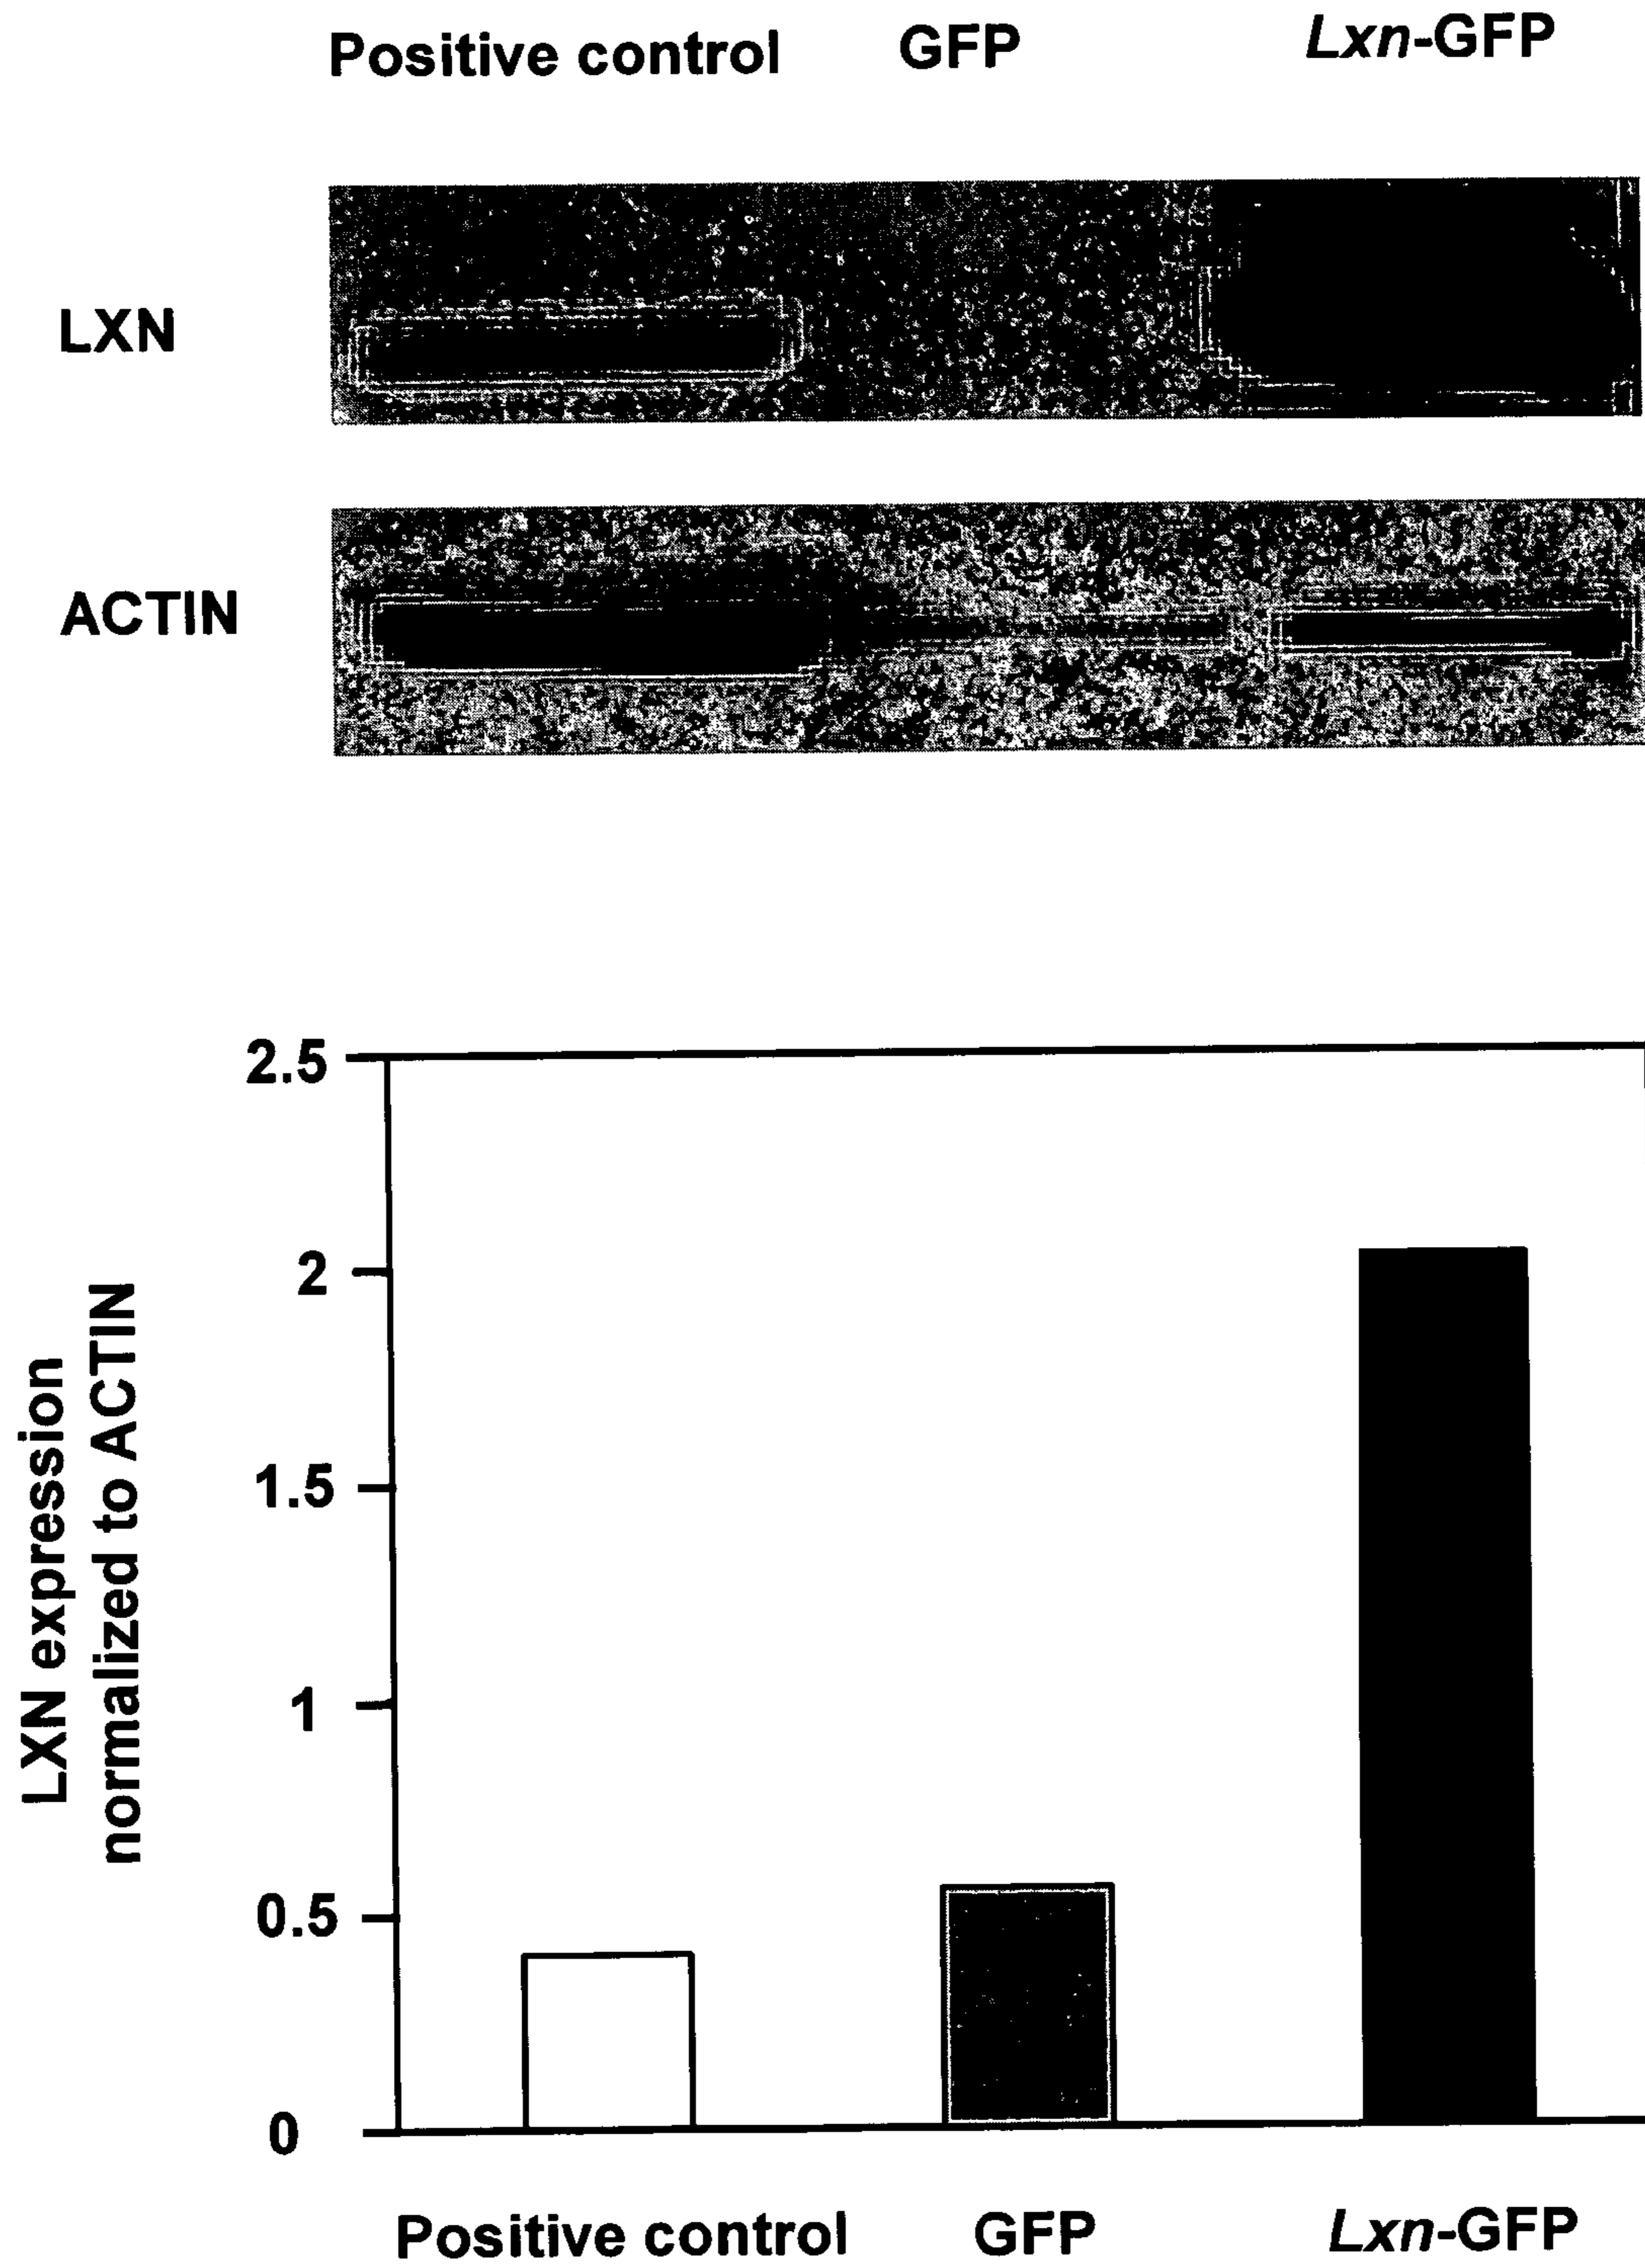 Positive control GFP Lxn-GFP
LXN
ACTIN
2.5
2
1.5
1
0.5
0
LXN expression
normalized to ACTIN
Positive control GFP Lxn-GFP